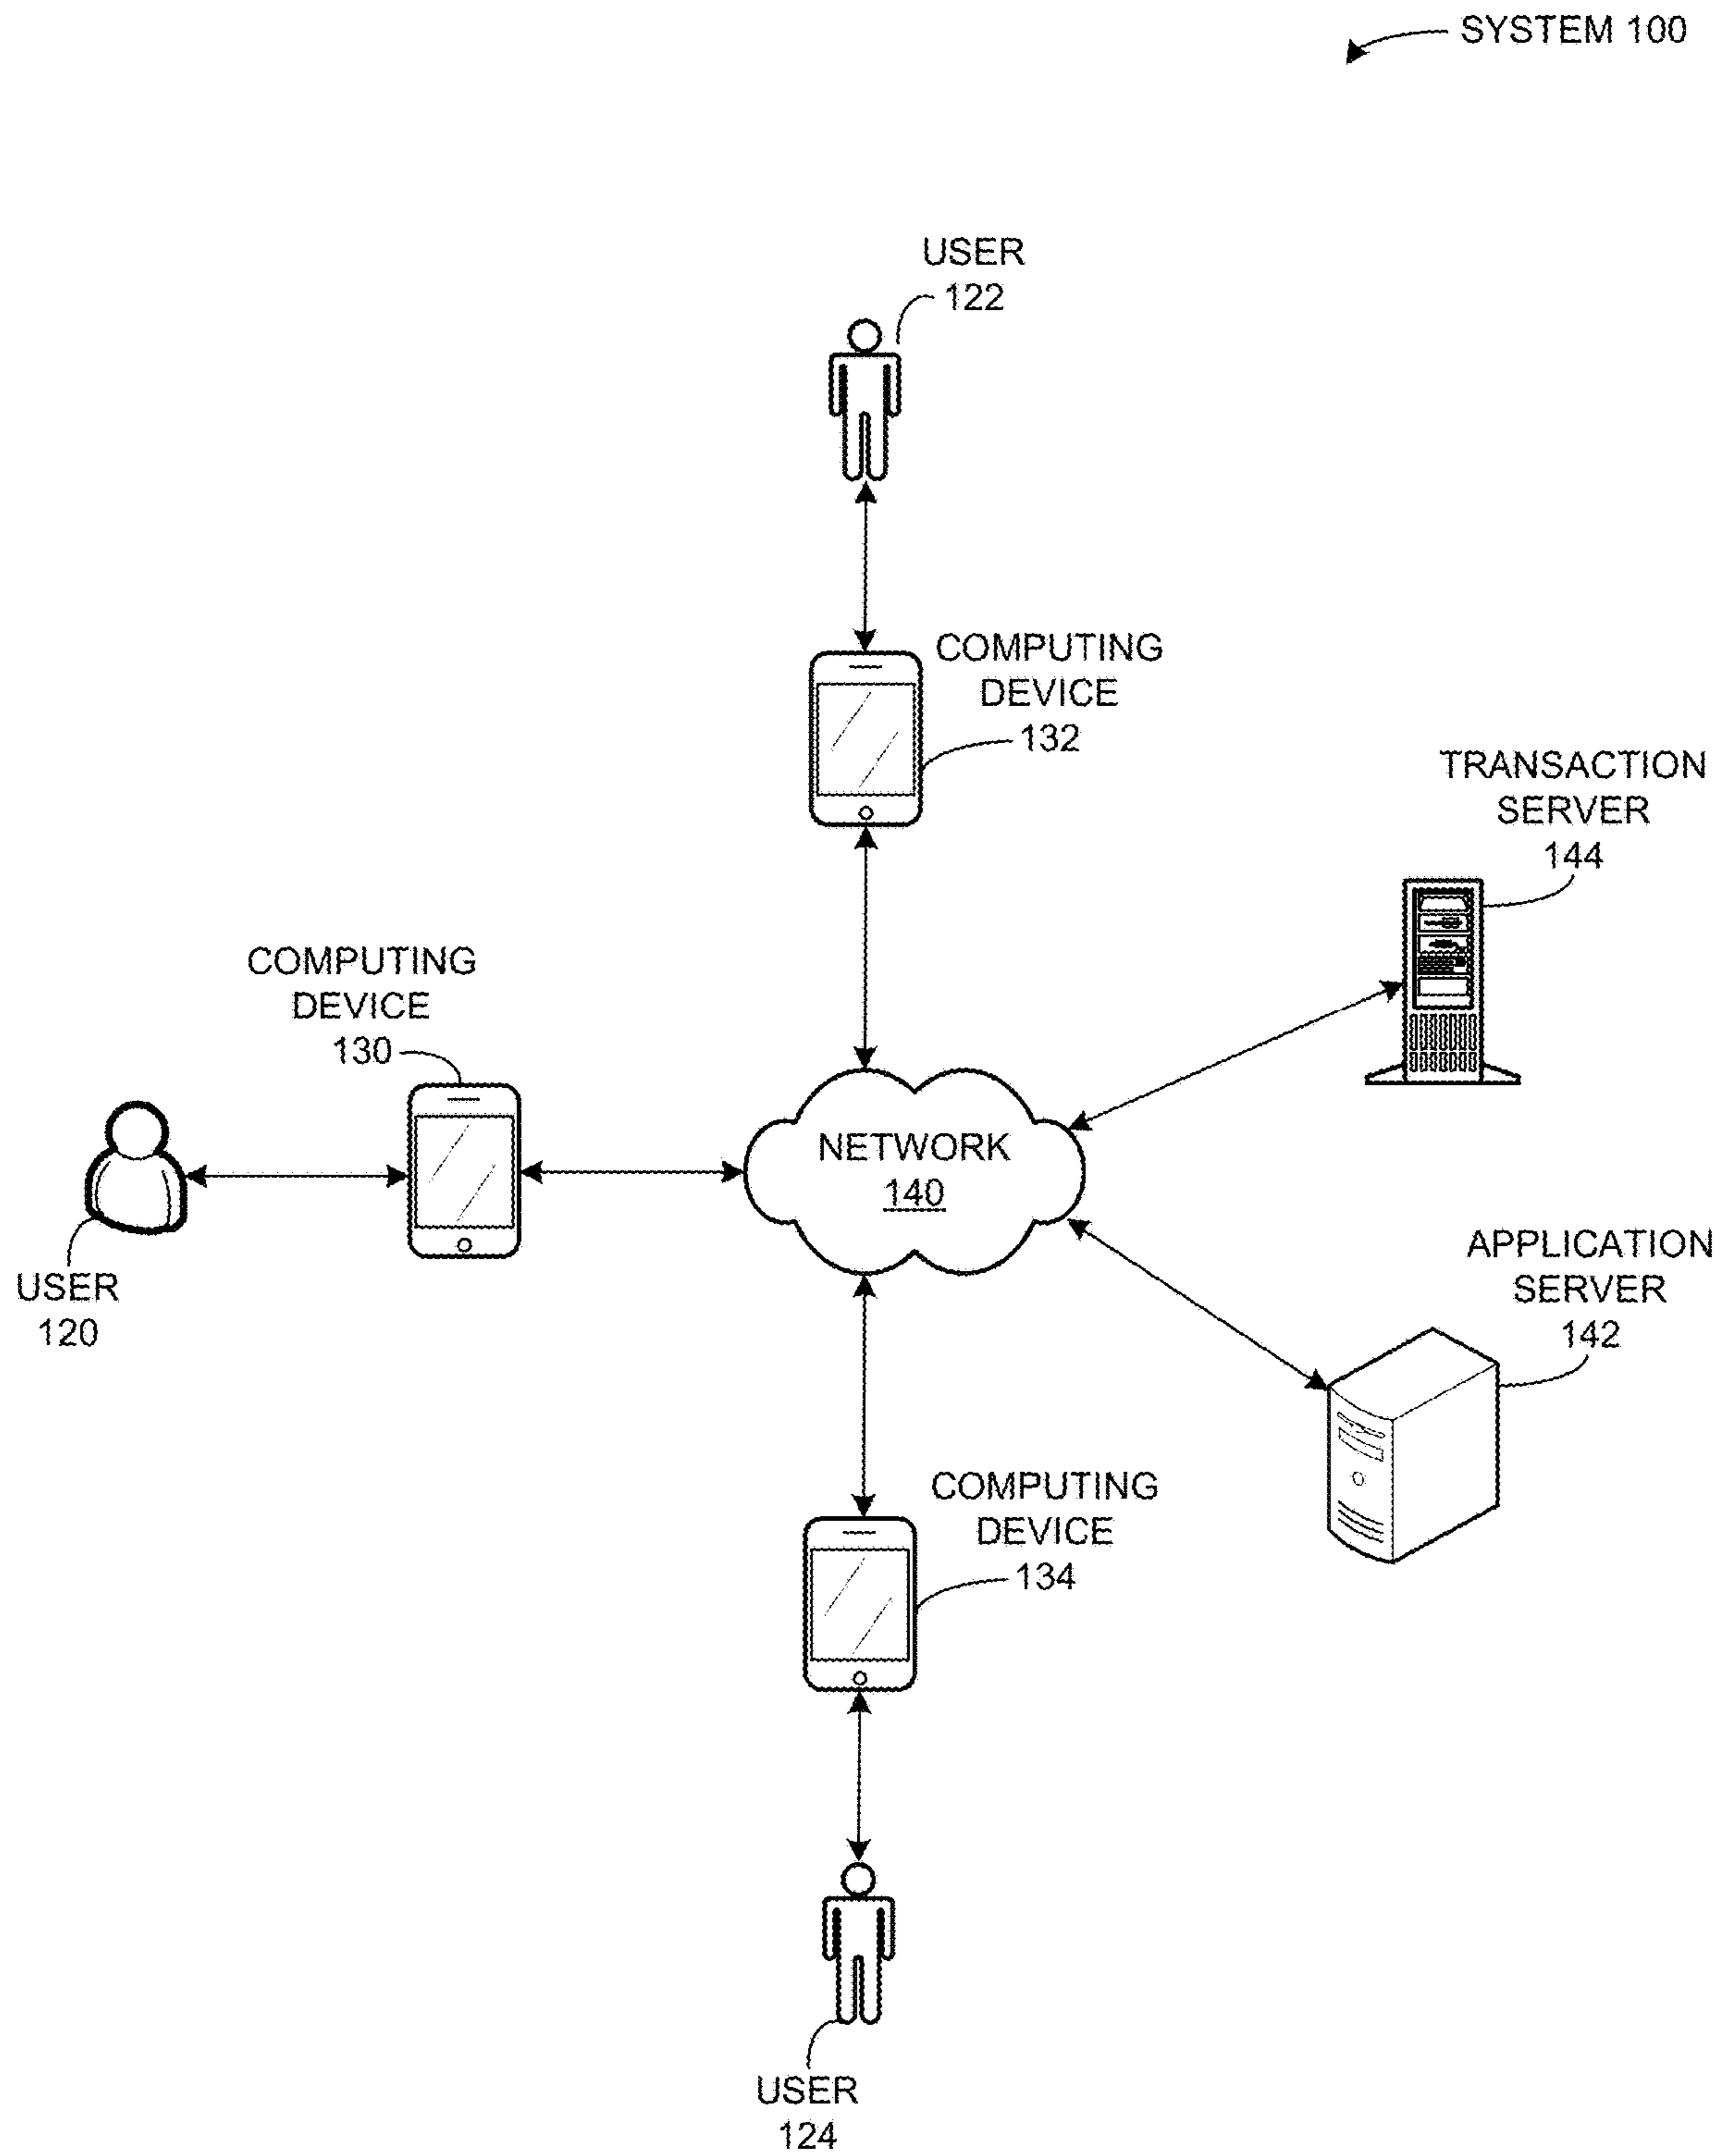 SYSTEM 100
USER
122
COMPUTING
DEVICE
132
TRANSACTION
SERVER
144
COMPUTING
DEVICE
130
NETWORK
140
USER
120
APPLICATION
SERVER
142
COMPUTING
DEVICE
134
USER
124